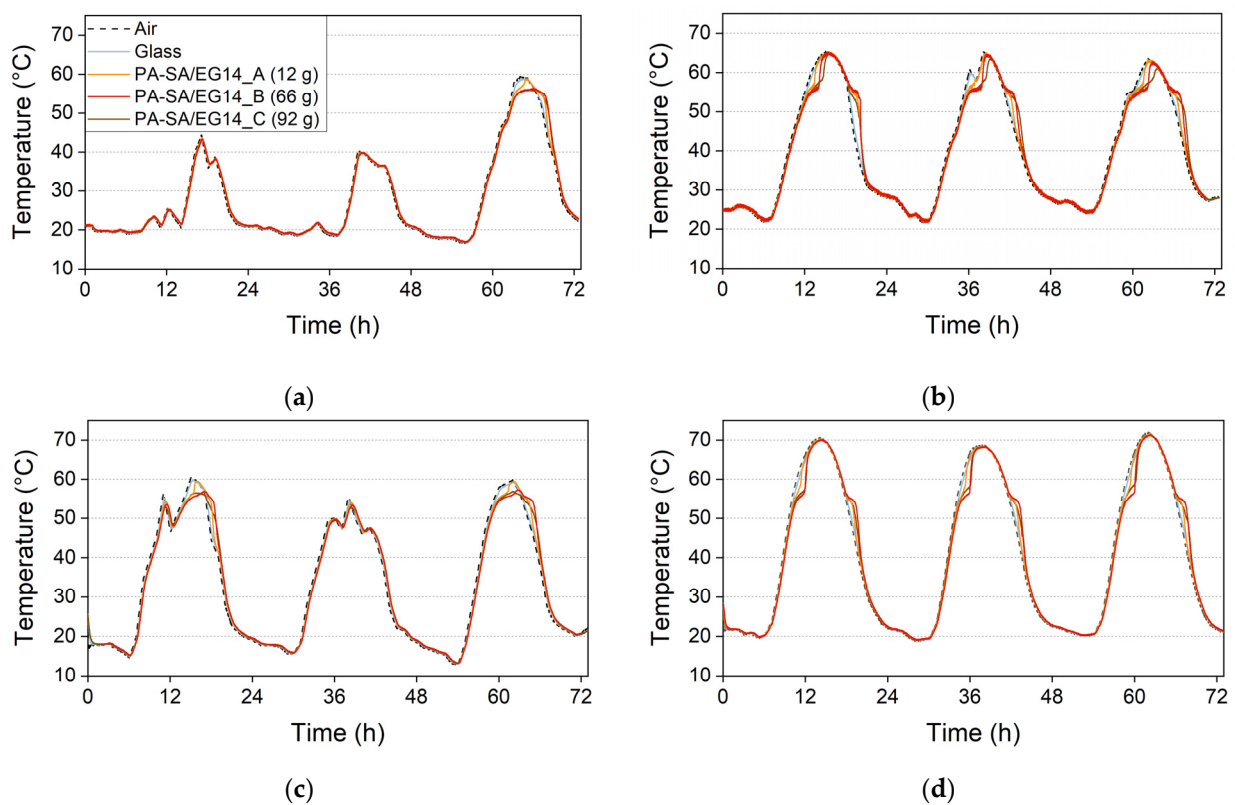 Temperature (°C)
70
60
50
40
30
20
10
Air
Glass
PA-SA/EG14_A (12 g)
PA-SA/EG14_B (66 g)
PA-SA/EG14_C (92 g)
0 12 24 36 48 60 72
Time (h)
(a)
Temperature (°C)
70
60
50
40
30
20
10
0 12 24 36 48 60 72
Time (h)
(b)
Temperature (°C)
70
60
50
40
30
20
10
0 12 24 36 48 60 72
Time (h)
(c)
Temperature (°C)
70
60
50
40
30
20
10
0 12 24 36 48 60 72
Time (h)
(d)